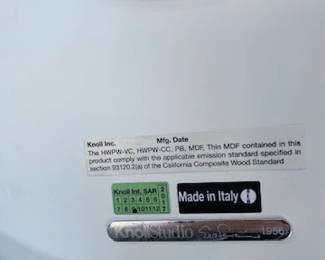 Knoll Inc. Mfg. Date
The HWPW-VC, HWPW-CC, PB, MDF, Thin MDF contained in this
product comply with the applicable emission standard specified in
section 93120.2(a) of the California Composite Wood Standard
Knoll Int. SAR
1 2 3 4 5 6
7 8 9 10 11 12
2017
Made in Italy
KnollStudio 1956